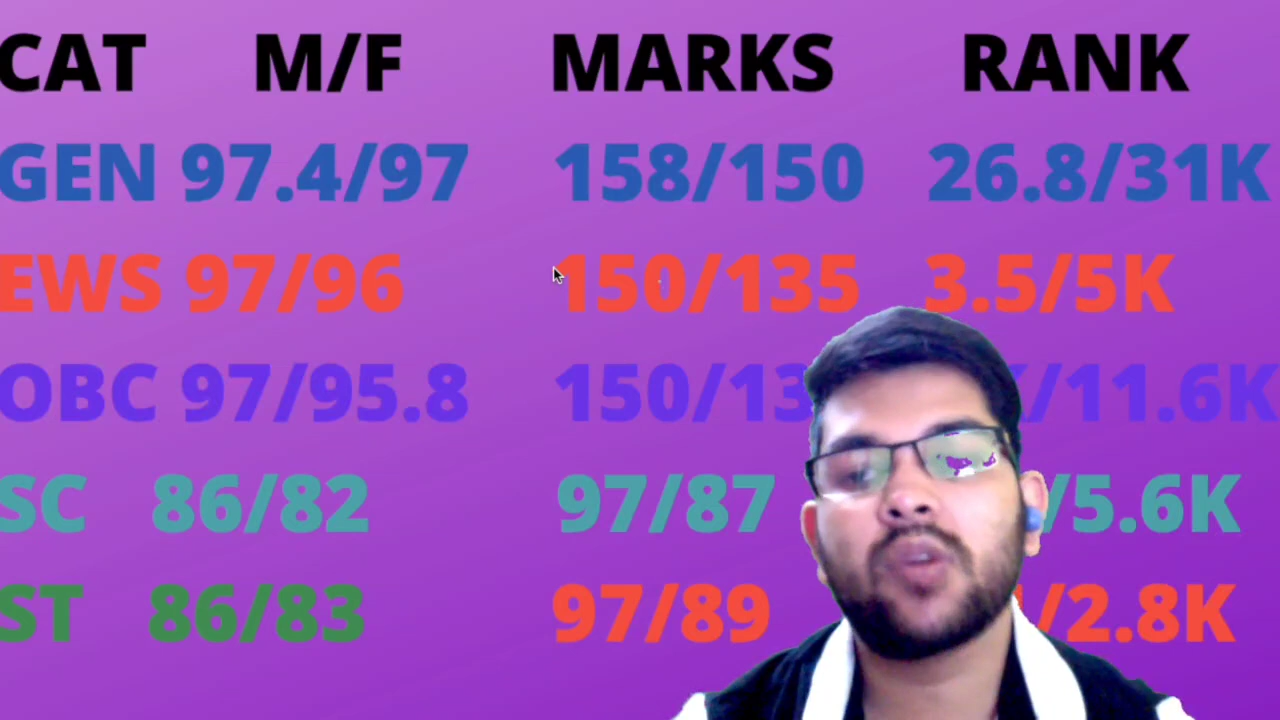 CAT M/F MARKS RANK
GEN 97.4/97 158/150 26.8/31K
EWS 97/96 150/135 3.5/5K
OBC 97/95.8 /11.6K
SC 86/82 97/87 /5.6K
ST 86/83 97/89 /2.8K